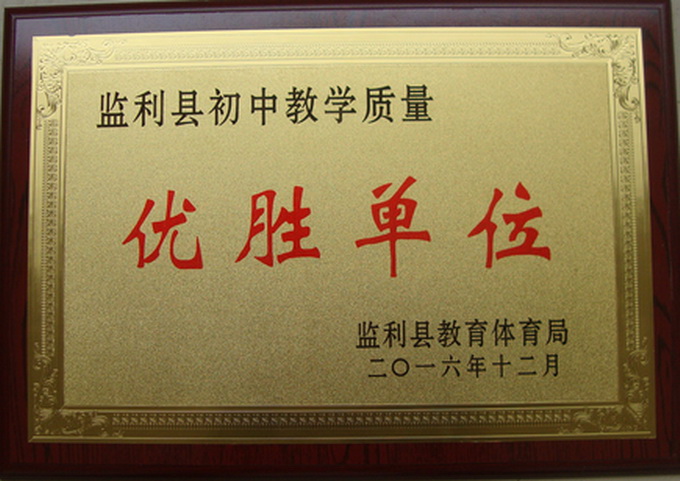 监利县初中教学质量
优胜单位
监利县教育体育局
二〇一六年十二月